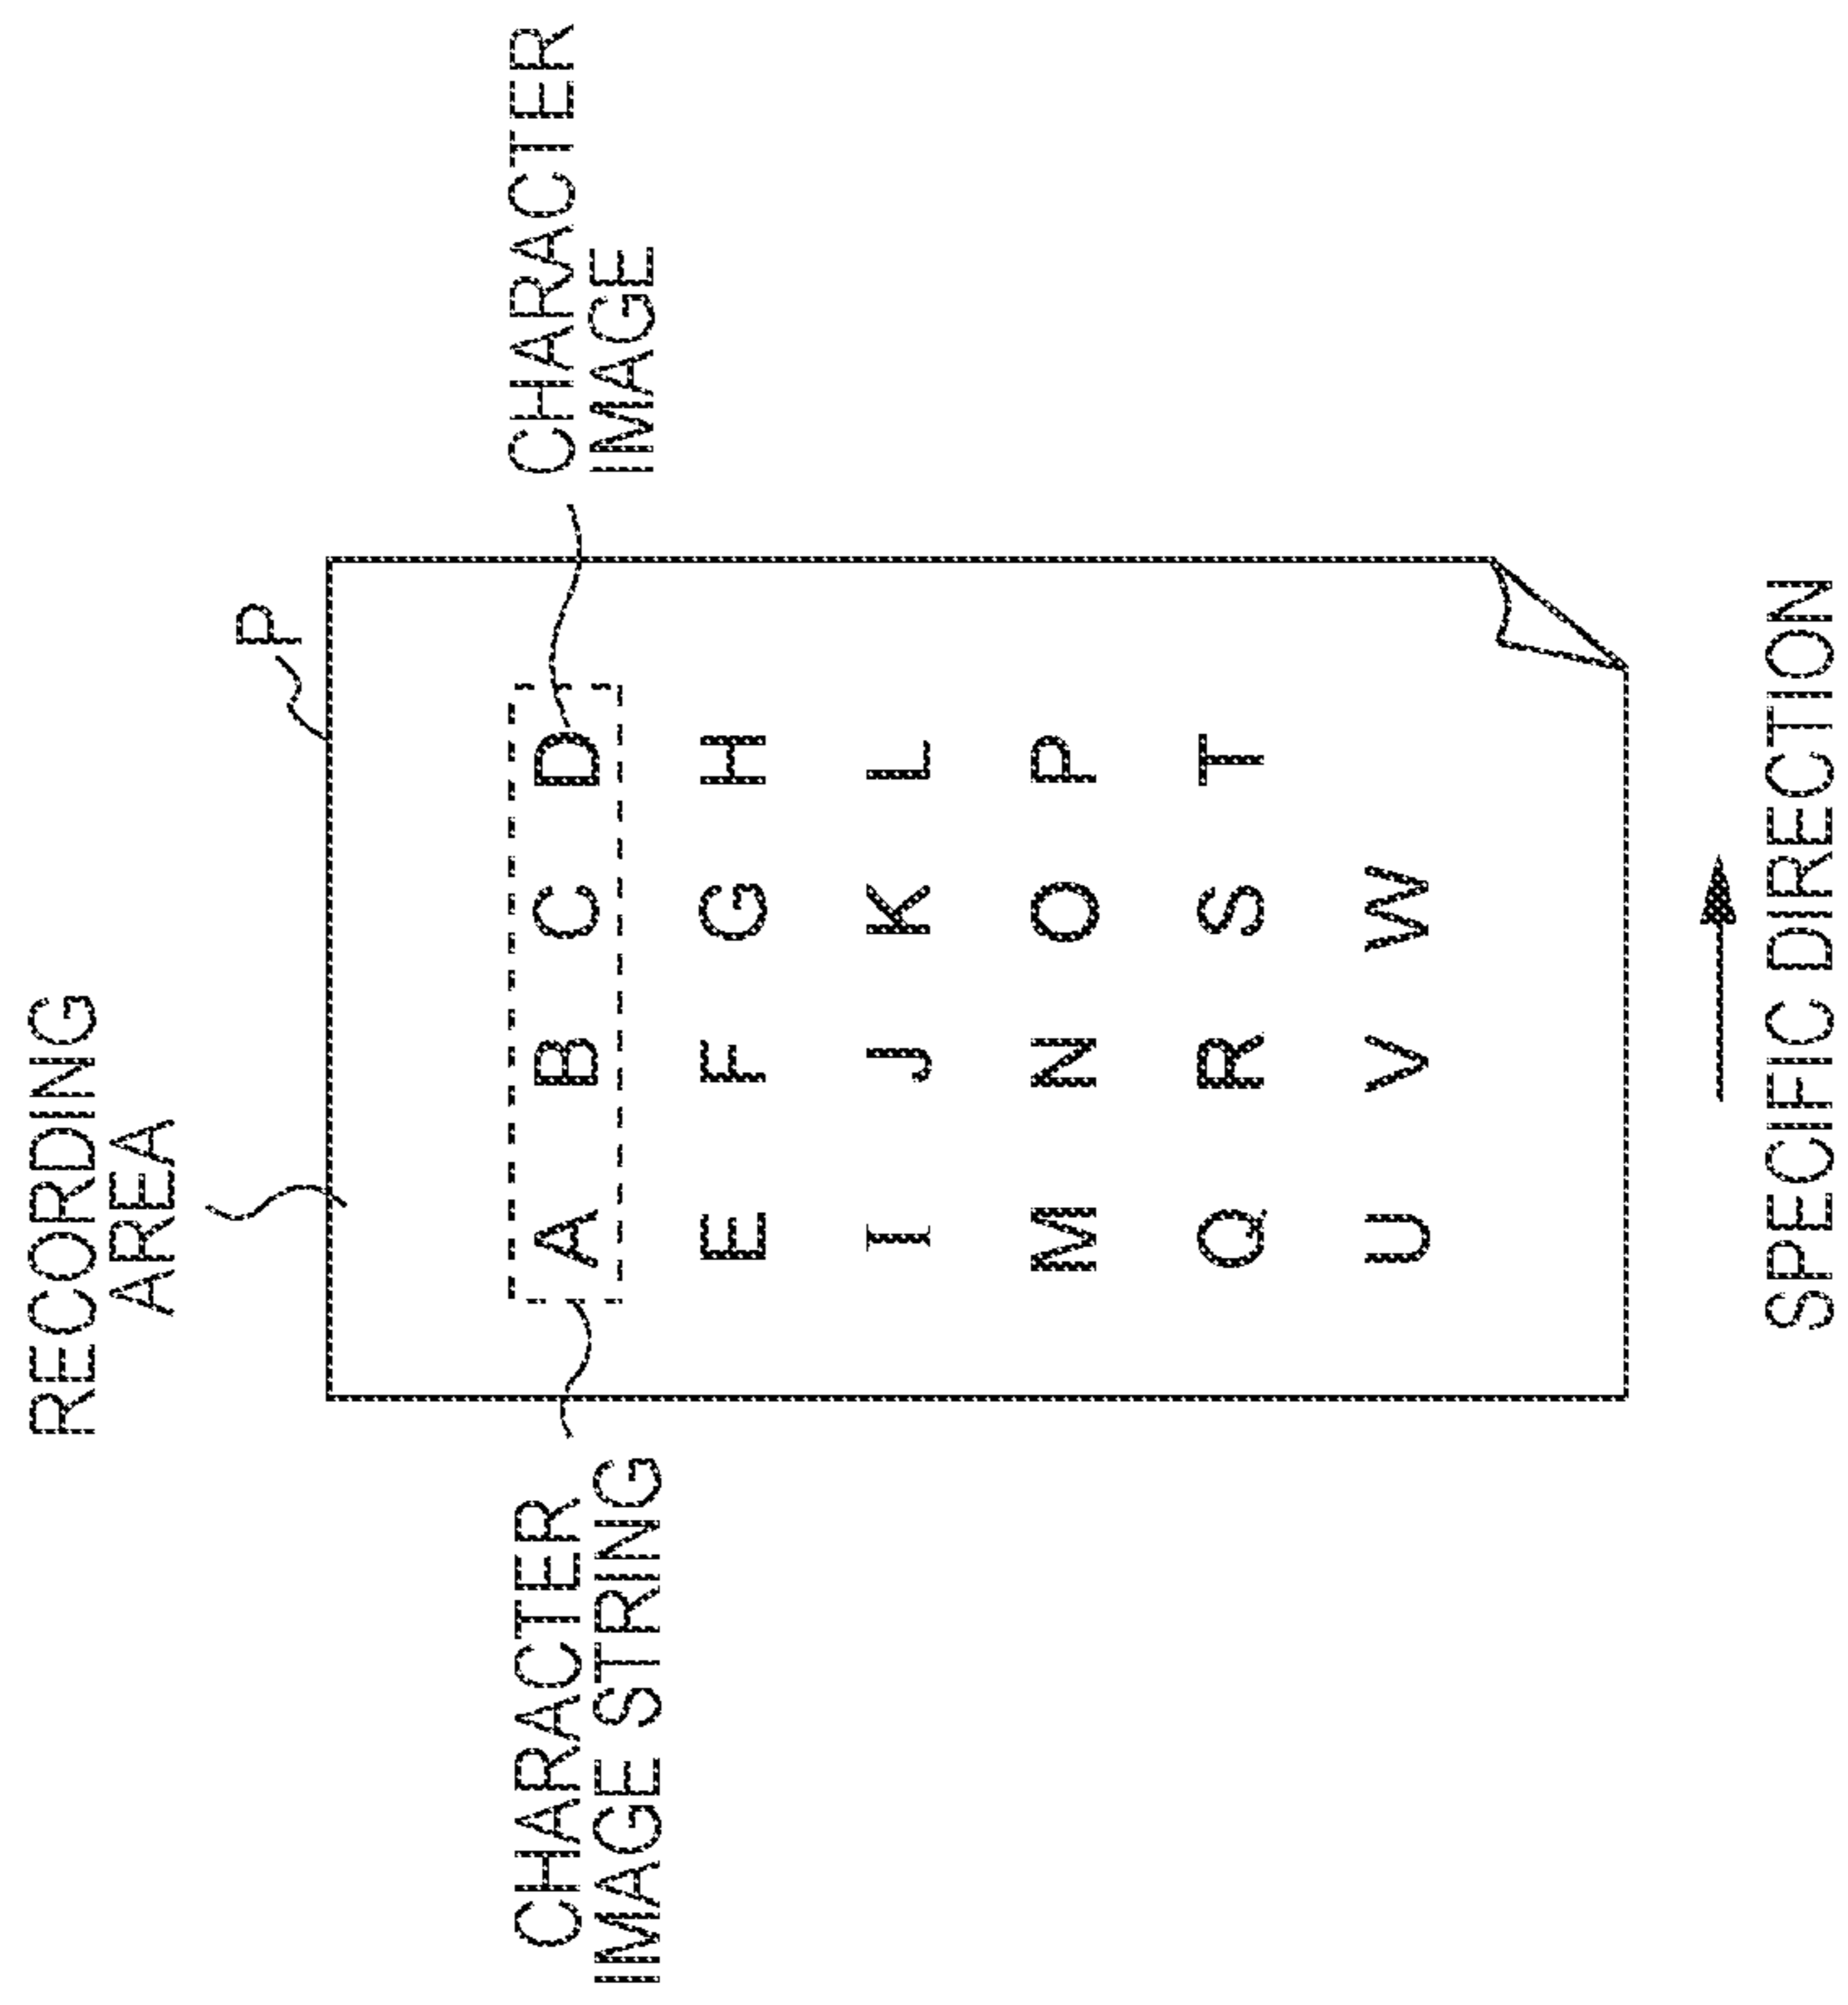 RECORDING
AREA
P
CHARACTER
IMAGE STRING
CHARACTER
IMAGE
A B C D
E F G H
I J K L
M N O P
Q R S T
U V W
SPECIFIC DIRECTION